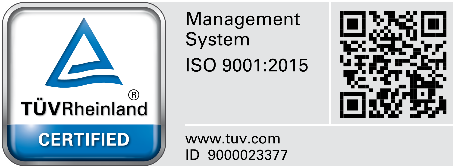 TÜVRheinland®
CERTIFIED
Management
System
ISO 9001:2015
www.tuv.com
ID 9000023377